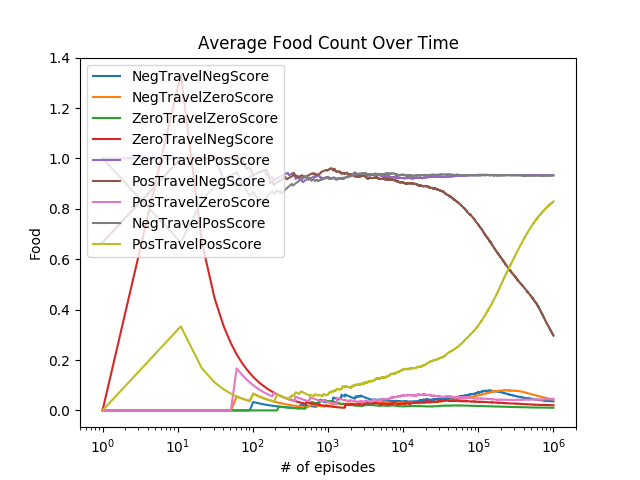 Average Food Count Over Time
1.4
1.2
1.0
0.8
0.6
0.4
0.2
0.0
Food
NegTravelNegScore
NegTravelZeroScore
ZeroTravelZeroScore
ZeroTravelNegScore
ZeroTravelPosScore
PosTravelNegScore
PosTravelZeroScore
NegTravelPosScore
PosTravelPosScore
10⁰ 10¹ 10² 10³ 10⁴ 10⁵ 10⁶
# of episodes